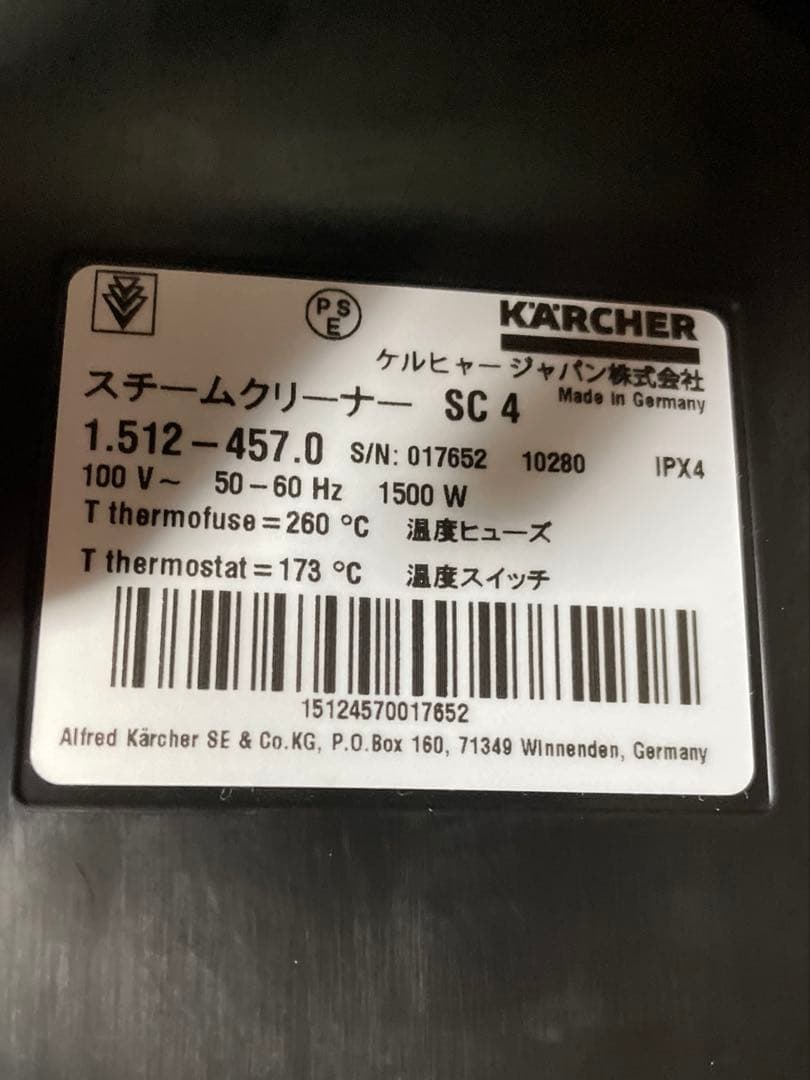 PSE
KÄRCHER
ケルヒャー ジャパン株式会社
スチームクリーナー SC 4 Made in Germany
1.512-457.0 S/N: 017652 10280 IPX4
100 V~ 50-60 Hz 1500 W
T thermofuse=260 °C 温度ヒューズ
T thermostat=173 °C 温度スイッチ
15124570017652
Alfred Kärcher SE & Co.KG, P.O.Box 160, 71349 Winnenden, Germany